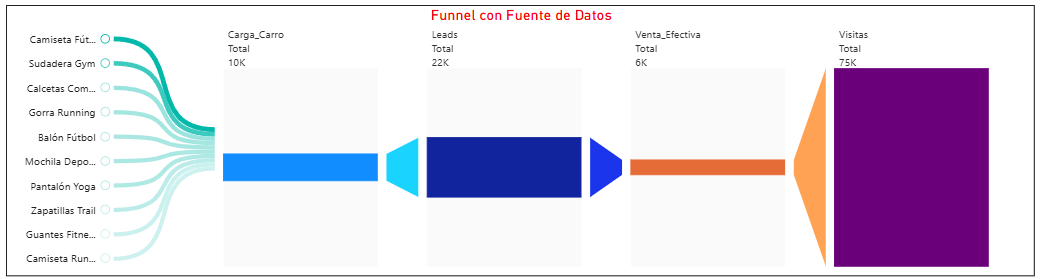 Funnel con Fuente de Datos
Camiseta Fút...
Sudadera Gym
Calcetas Com...
Gorra Running
Balón Fútbol
Mochila Depo...
Pantalón Yoga
Zapatillas Trail
Guantes Fitne...
Camiseta Run...
Carga_Carro
Total
10K
Leads
Total
22K
Venta_Efectiva
Total
6K
Visitas
Total
75K